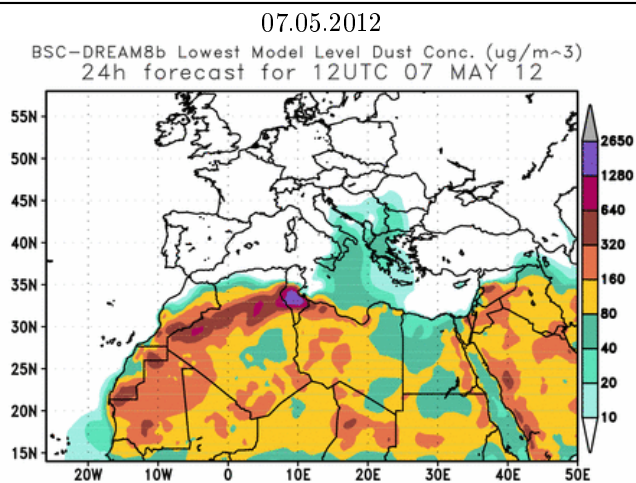 07.05.2012
BSC-DREAM8b Lowest Model Level Dust Conc. (ug/m^3)
24h forecast for 12UTC 07 MAY 12
55N
50N
45N
40N
35N
30N
25N
20N
15N
20W 10W 0 10E 20E 30E 40E 50E
2650
1280
640
320
160
80
40
20
10